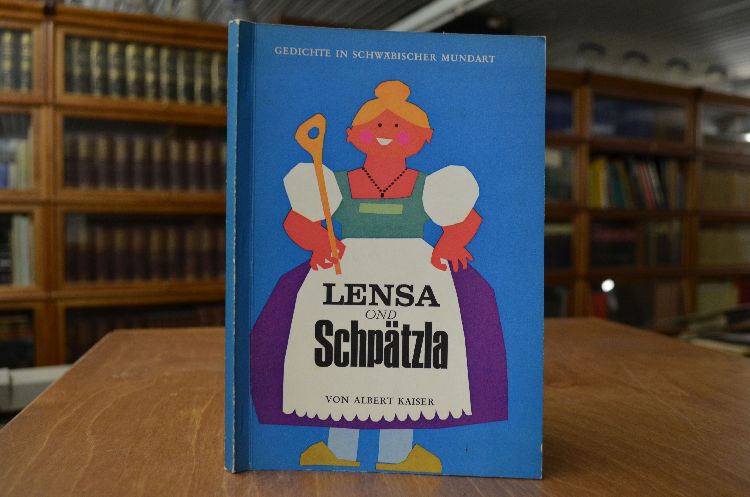 GEDICHTE IN SCHWÄBISCHER MUNDART
LENSA
OND
Schpätzla
VON ALBERT KAISER